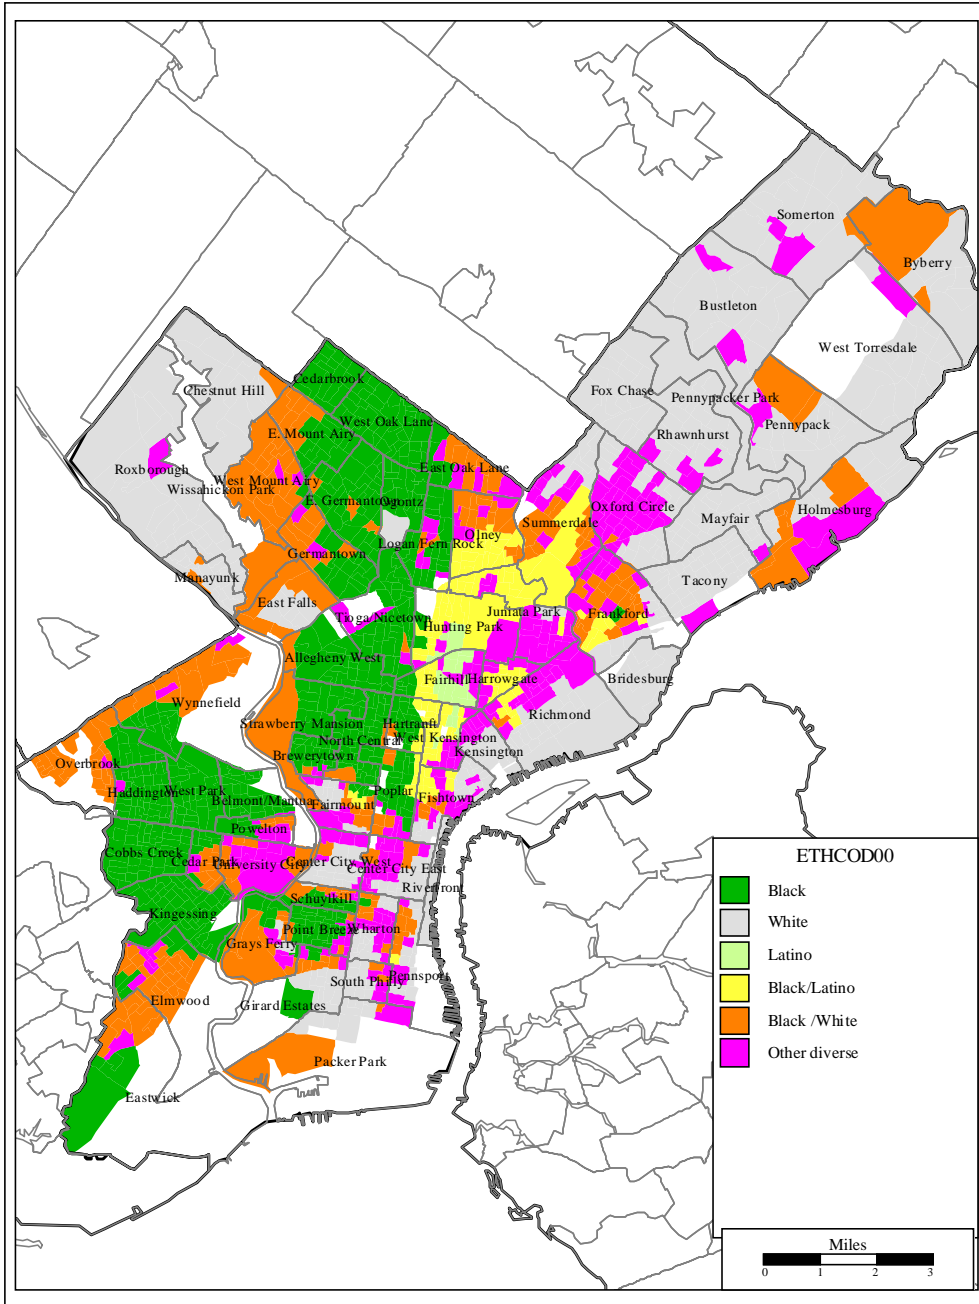 Somerton
Byberry
Bustleton
West Torresdale
Chestnut Hill
Cedarbrook
Fox Chase
Pennypacker Park
West Oak Lane
Pennypack
E. Mount Airy
Rhawnhurst
Roxborough
East Oak Lane
West Mount Airy
Wissahickon Park
E. Germantown
Ogontz
Oxford Circle
Holmesburg
Summerdale
Mayfair
Olney
Logan/Fern Rock
Germantown
Manayunk
Tacony
East Falls
Tioga/Nicetown
Juniata Park
Frankford
Hunting Park
Allegheny West
Fairhill
Harrowgate
Bridesburg
Wynnefield
Richmond
Strawberry Mansion
Hartranft
North Central
West Kensington
Kensington
Brewerytown
Overbrook
Haddington
West Park
Poplar
Belmont/Mantua
Fairmount
Fishtown
Powelton
Cobbs Creek
Cedar Park
University City
Center City West
Center City East
Riverfront
Schuylkill
Kingessing
Point Breeze
Wharton
Grays Ferry
South Philly
Pennsport
Elmwood
Girard Estates
Packer Park
Eastwick
ETHCOD00
Black
White
Latino
Black/Latino
Black /White
Other diverse
Miles
0 1 2 3